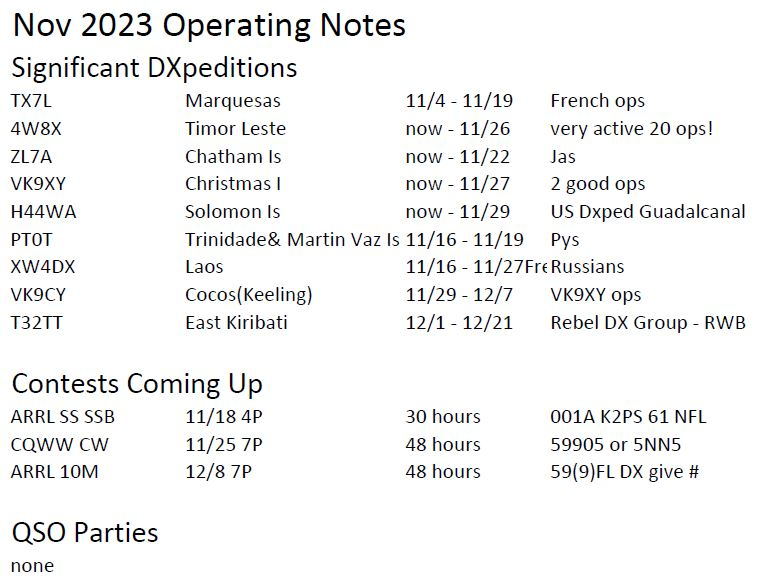 Nov 2023 Operating Notes
Significant DXpeditions
TX7L Marquesas 11/4 - 11/19 French ops
4W8X Timor Leste now - 11/26 very active 20 ops!
ZL7A Chatham Is now - 11/22 Jas
VK9XY Christmas I now - 11/27 2 good ops
H44WA Solomon Is now - 11/29 US Dxped Guadalcanal
PT0T Trinidade& Martin Vaz Is 11/16 - 11/19 Pys
XW4DX Laos 11/16 - 11/27Fre Russians
VK9CY Cocos(Keeling) 11/29 - 12/7 VK9XY ops
T32TT East Kiribati 12/1 - 12/21 Rebel DX Group - RWB
Contests Coming Up
ARRL SS SSB 11/18 4P 30 hours 001A K2PS 61 NFL
CQWW CW 11/25 7P 48 hours 59905 or 5NN5
ARRL 10M 12/8 7P 48 hours 59(9)FL DX give #
QSO Parties
none